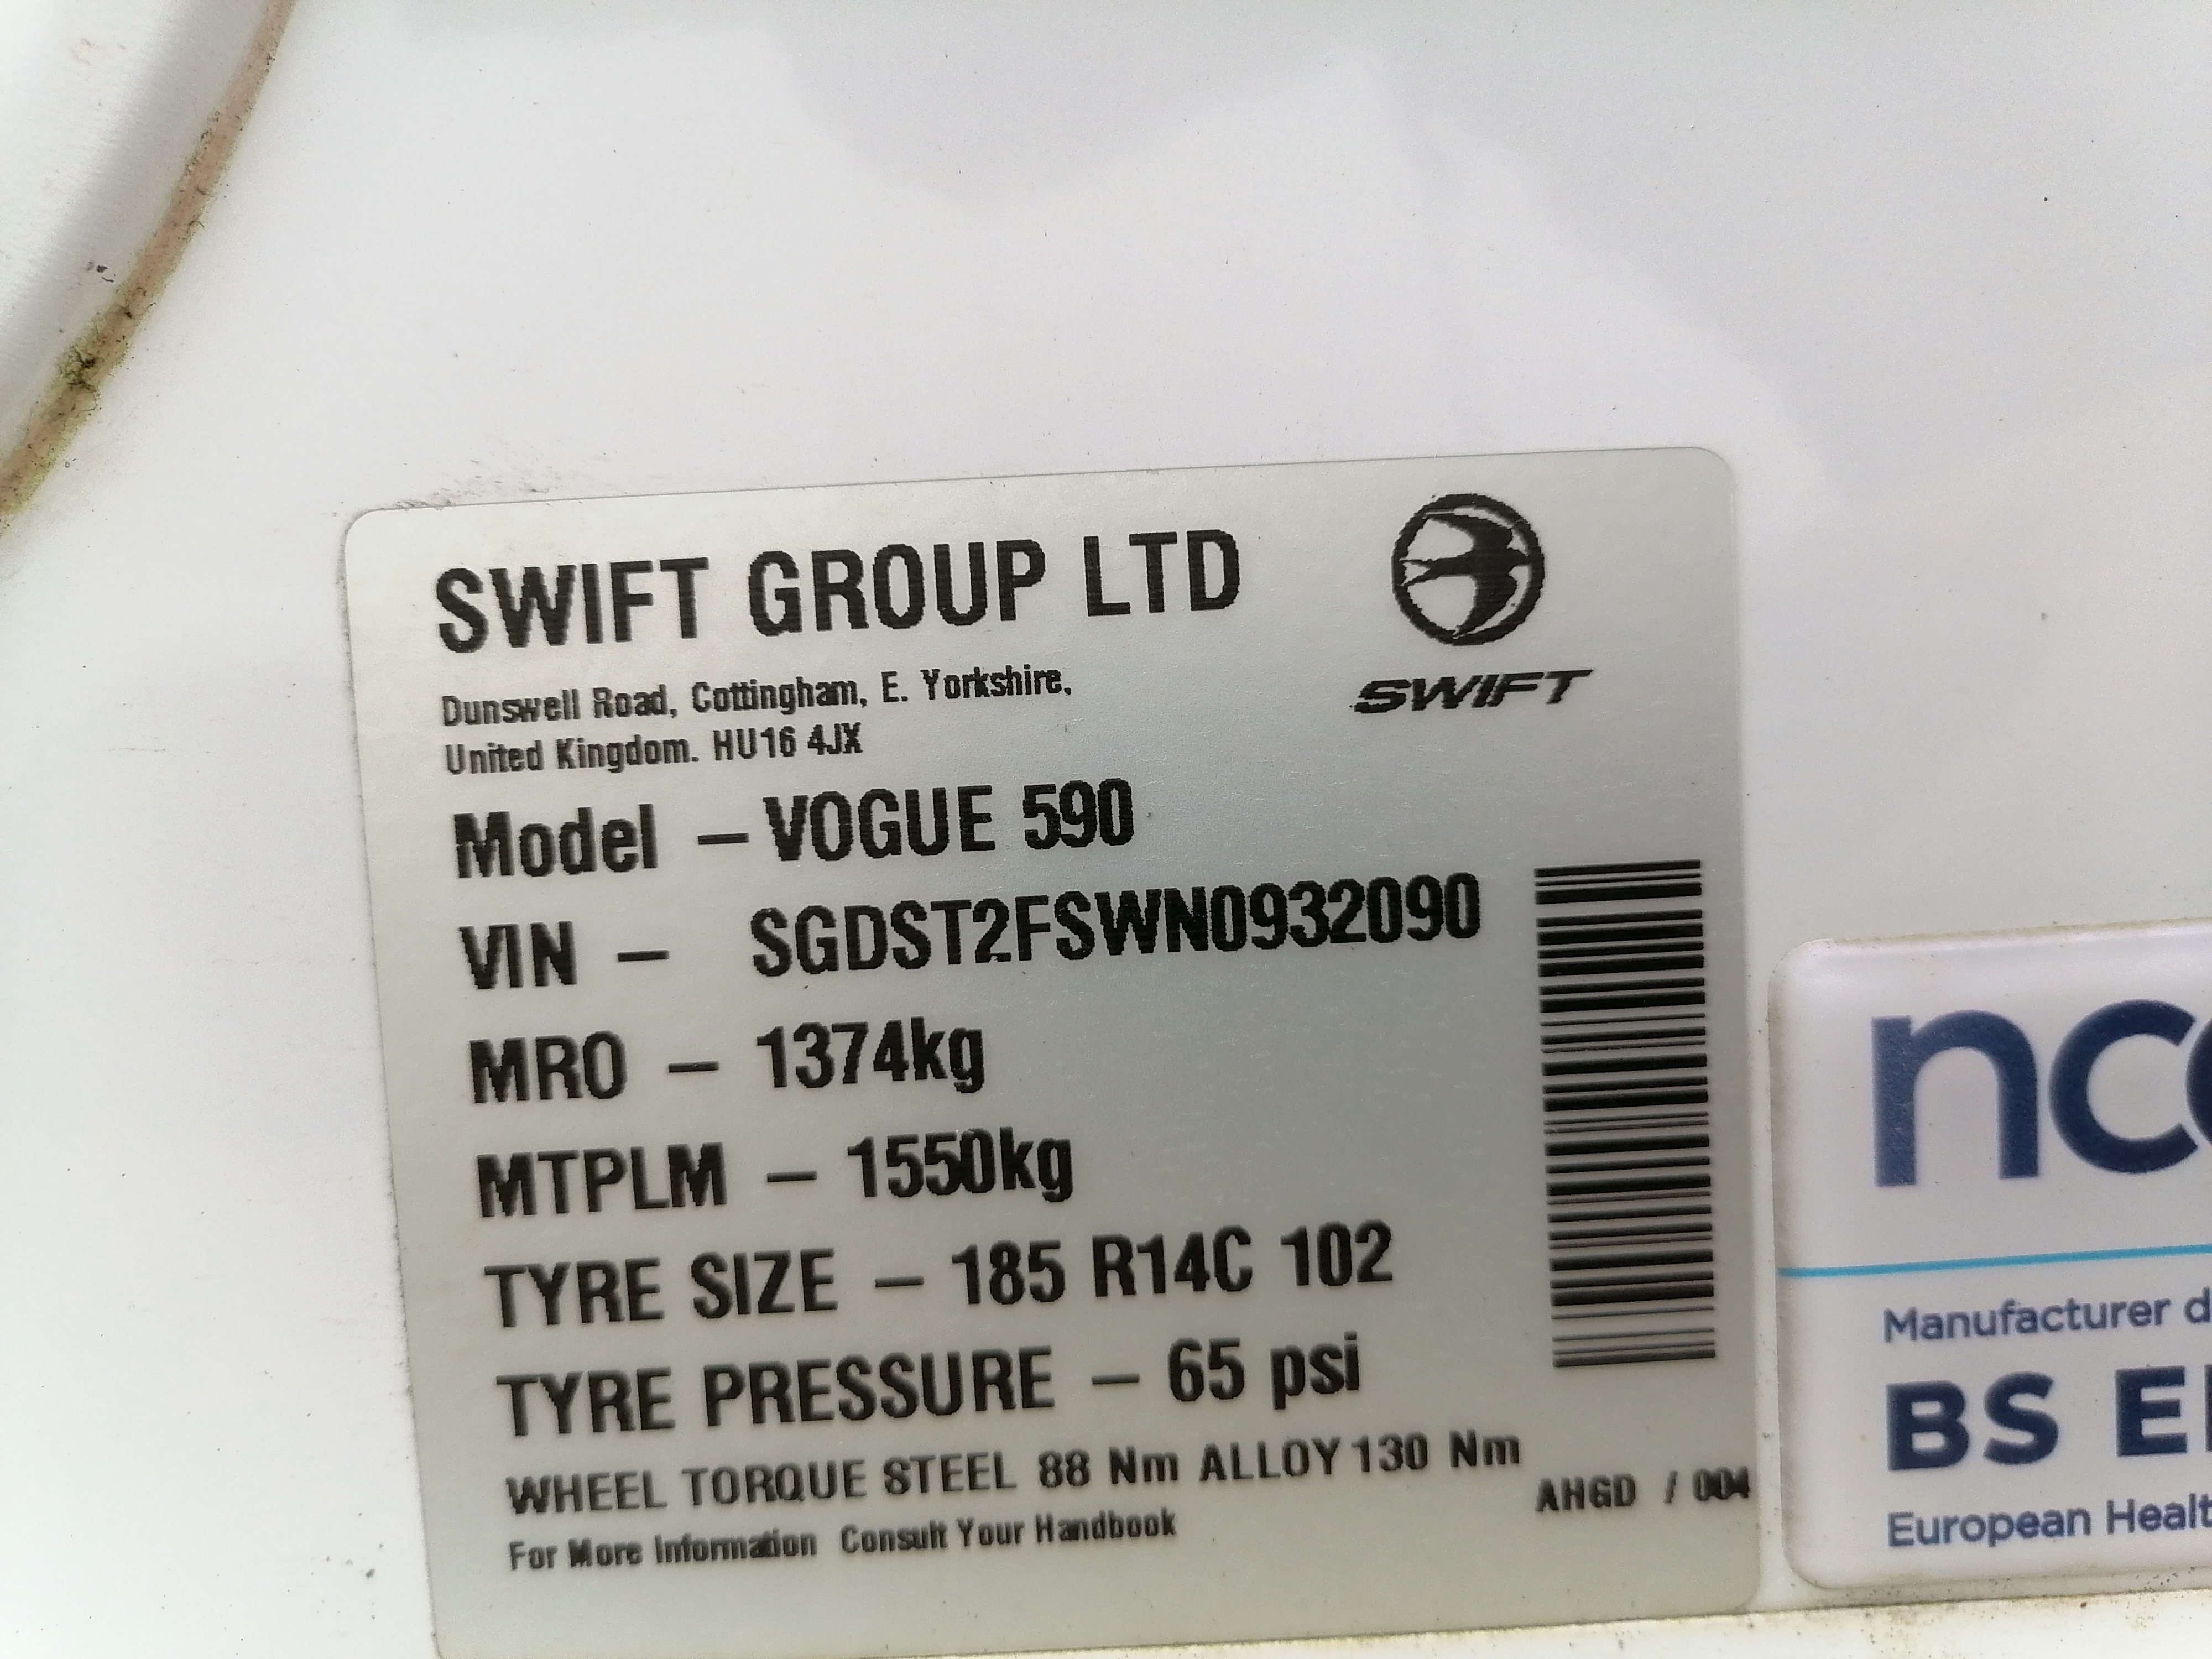 SWIFT GROUP LTD
SWIFT
Dunswell Road, Cottingham, E. Yorkshire,
United Kingdom. HU16 4JX
Model – VOGUE 590
VIN – SGDST2FSWN0932090
MRO – 1374kg
MTPLM – 1550kg
TYRE SIZE – 185 R14C 102
TYRE PRESSURE – 65 psi
WHEEL TORQUE STEEL 88 Nm ALLOY 130 Nm
AHGD / 004
For More Information Consult Your Handbook
Manufacturer
BS
European